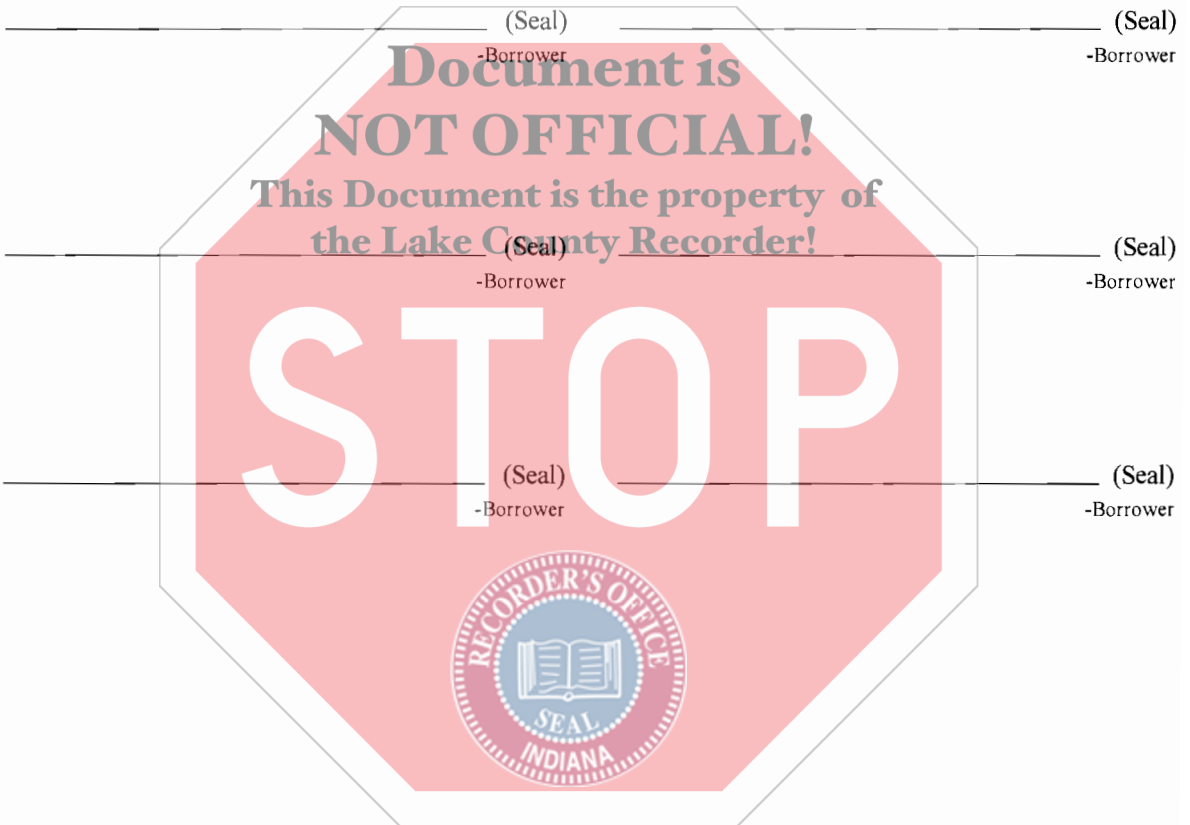 (Seal) (Seal)
-Borrower -Borrower
Document is
NOT OFFICIAL!
This Document is the property of
the Lake County Recorder!
(Seal) (Seal)
-Borrower -Borrower
STOP
(Seal) (Seal)
-Borrower -Borrower
RECORDER'S OFFICE
SEAL
INDIANA